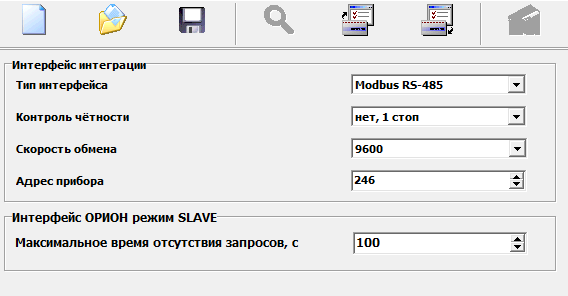 Интерфейс интеграции
Тип интерфейса Modbus RS-485
Контроль чётности нет, 1 стоп
Скорость обмена 9600
Адрес прибора 246
Интерфейс ОРИОН режим SLAVE
Максимальное время отсутствия запросов, с 100